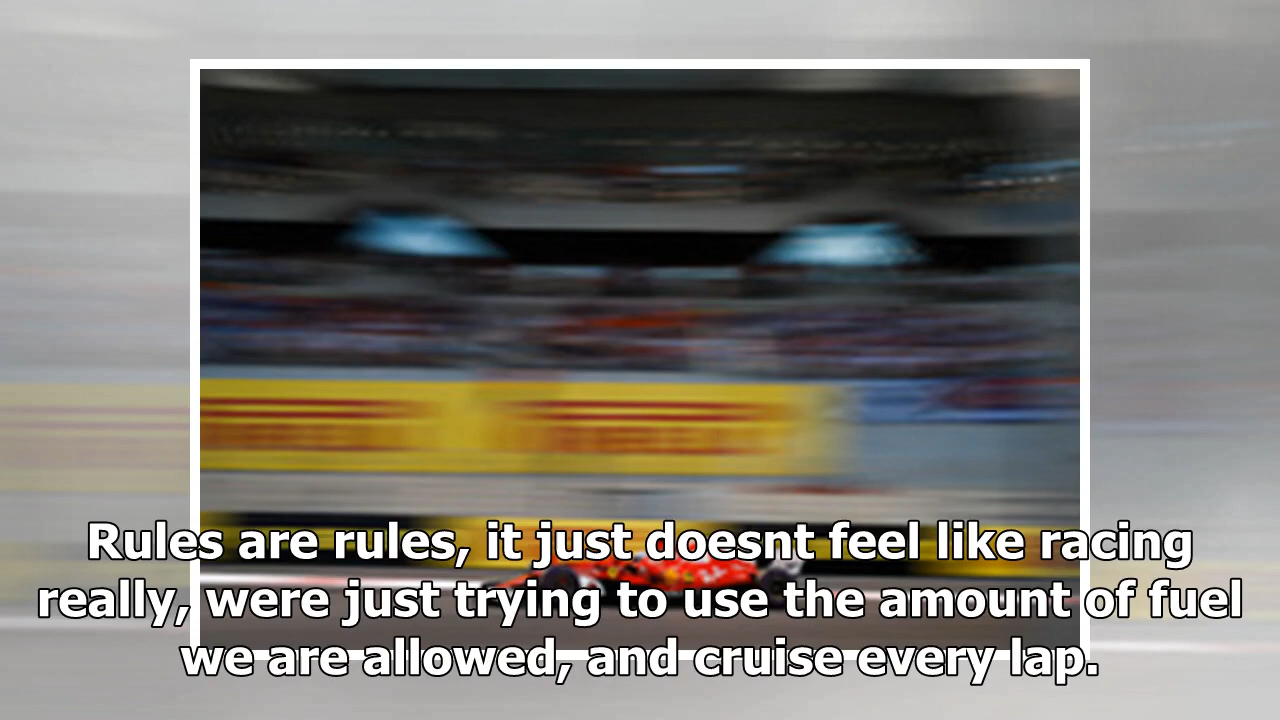 Rules are rules, it just doesnt feel like racing
really, were just trying to use the amount of fuel
we are allowed, and cruise every lap.